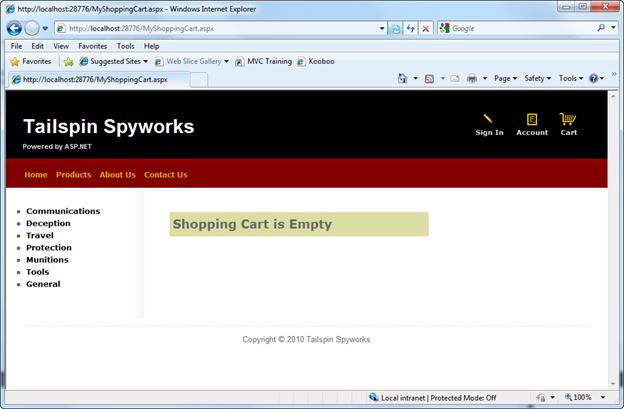 http://localhost:28776/MyShoppingCart.aspx - Windows Internet Explorer
http://localhost:28776/MyShoppingCart.aspx
Google
File Edit View Favorites Tools Help
Favorites Suggested Sites Web Slice Gallery MVC Training Kooboo
http://localhost:28776/MyShoppingCart.aspx
Page Safety Tools
Tailspin Spyworks
Powered by ASP.NET
Sign In Account Cart
Home Products About Us Contact Us
Communications
Deception
Travel
Protection
Munitions
Tools
General
Shopping Cart is Empty
Copyright © 2010 Tailspin Spyworks
Local intranet | Protected Mode: Off
100%